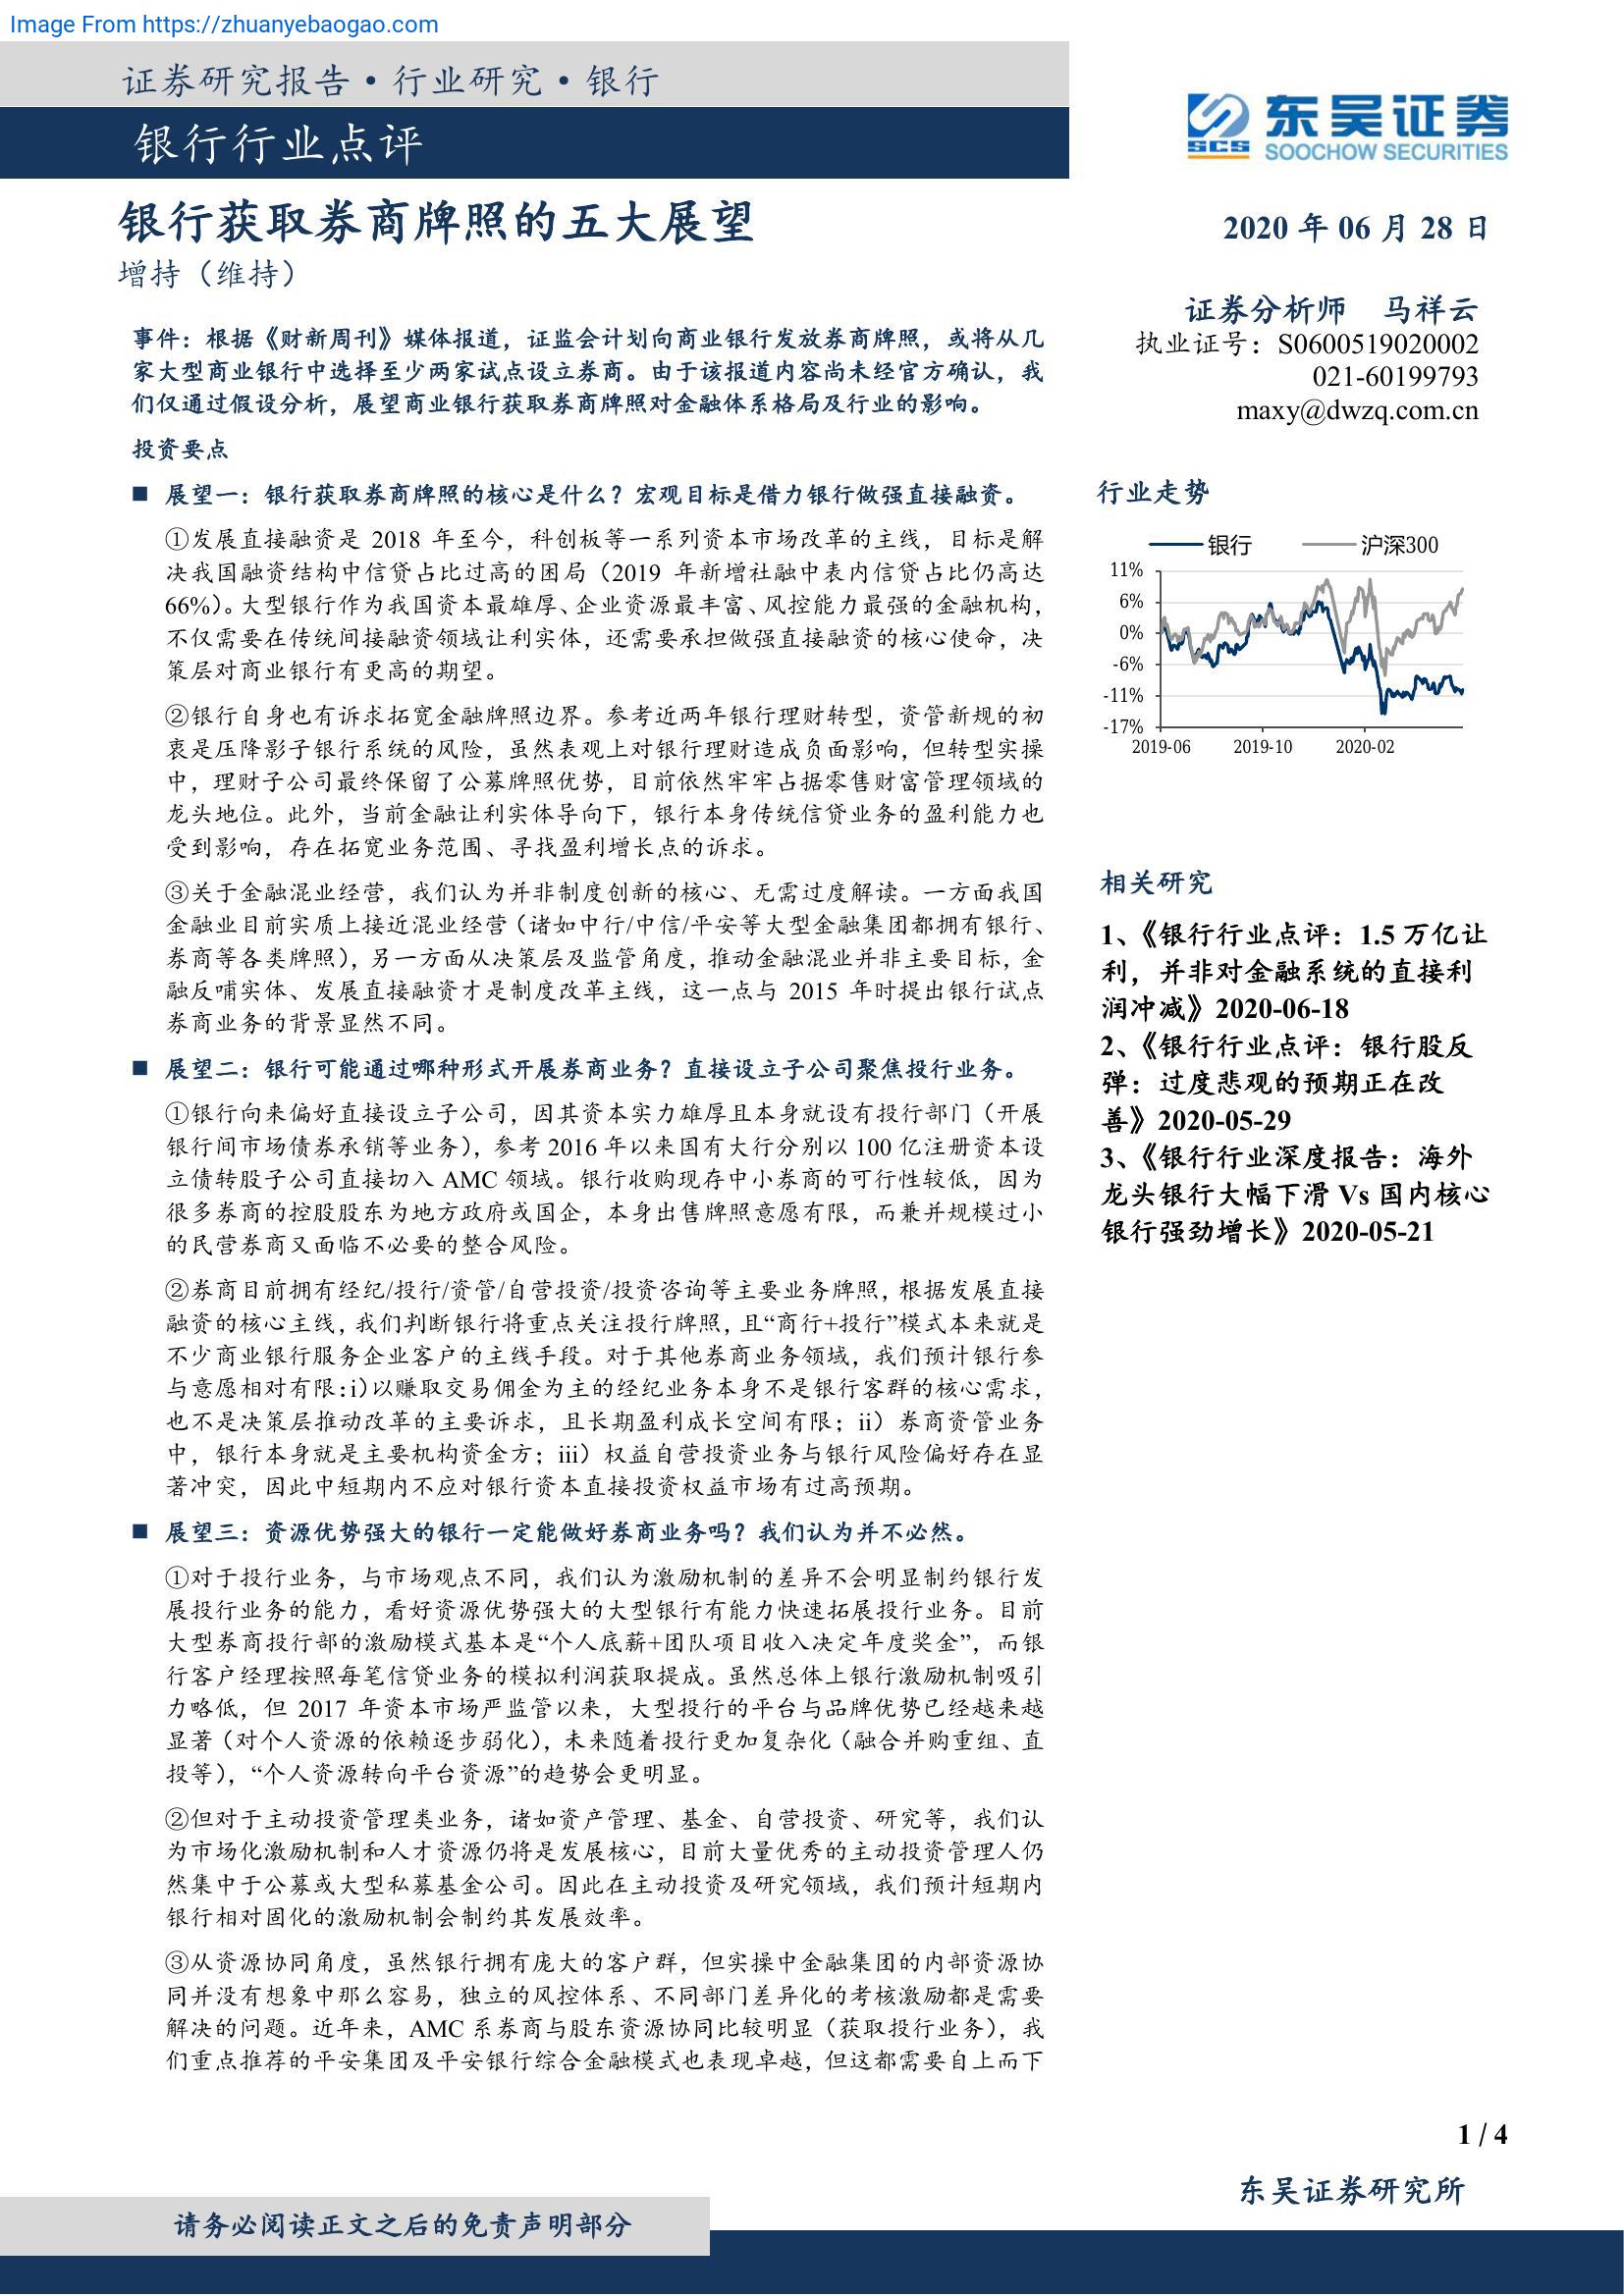 Image From https://zhuanyebaogao.com
证券研究报告·行业研究·银行
银行行业点评
东吴证券
SCS
SOOCHOW SECURITIES
银行获取券商牌照的五大展望
增持（维持）
2020 年 06 月 28 日
证券分析师 马祥云
执业证号：S0600519020002
021-60199793
maxy@dwzq.com.cn
事件：根据《财新周刊》媒体报道，证监会计划向商业银行发放券商牌照，或将从几
家大型商业银行中选择至少两家试点设立券商。由于该报道内容尚未经官方确认，我
们仅通过假设分析，展望商业银行获取券商牌照对金融体系格局及行业的影响。
投资要点
■ 展望一：银行获取券商牌照的核心是什么？宏观目标是借力银行做强直接融资。
①发展直接融资是 2018 年至今，科创板等一系列资本市场改革的主线，目标是解
决我国融资结构中信贷占比过高的困局（2019 年新增社融中表内信贷占比仍高达
66%）。大型银行作为我国资本最雄厚、企业资源最丰富、风控能力最强的金融机构，
不仅需要在传统间接融资领域让利实体，还需要承担做强直接融资的核心使命，决
策层对商业银行有更高的期望。
②银行自身也有诉求拓宽金融牌照边界。参考近两年银行理财转型，资管新规的初
衷是压降影子银行系统的风险，虽然表观上对银行理财造成负面影响，但转型实操
中，理财子公司最终保留了公募牌照优势，目前依然牢牢占据零售财富管理领域的
龙头地位。此外，当前金融让利实体导向下，银行本身传统信贷业务的盈利能力也
受到影响，存在拓宽业务范围、寻找盈利增长点的诉求。
③关于金融混业经营，我们认为并非制度创新的核心、无需过度解读。一方面我国
金融业目前实质上接近混业经营（诸如中行/中信/平安等大型金融集团都拥有银行、
券商等各类牌照），另一方面从决策层及监管角度，推动金融混业并非主要目标，金
融反哺实体、发展直接融资才是制度改革主线，这一点与 2015 年时提出银行试点
券商业务的背景显然不同。
■ 展望二：银行可能通过哪种形式开展券商业务？直接设立子公司聚焦投行业务。
①银行向来偏好直接设立子公司，因其资本实力雄厚且本身就设有投行部门（开展
银行间市场债券承销等业务），参考 2016 年以来国有大行分别以 100 亿注册资本设
立债转股子公司直接切入 AMC 领域。银行收购现存中小券商的可行性较低，因为
很多券商的控股股东为地方政府或国企，本身出售牌照意愿有限，而兼并规模过小
的民营券商又面临不必要的整合风险。
②券商目前拥有经纪/投行/资管/自营投资/投资咨询等主要业务牌照，根据发展直接
融资的核心主线，我们判断银行将重点关注投行牌照，且“商行+投行”模式本来就是
不少商业银行服务企业客户的主线手段。对于其他券商业务领域，我们预计银行参
与意愿相对有限：i）以赚取交易佣金为主的经纪业务本身不是银行客群的核心需求，
也不是决策层推动改革的主要诉求，且长期盈利成长空间有限；ii）券商资管业务
中，银行本身就是主要机构资金方；iii）权益自营投资业务与银行风险偏好存在显
著冲突，因此中短期内不应对银行资本直接投资权益市场有过高预期。
■ 展望三：资源优势强大的银行一定能做好券商业务吗？我们认为并不必然。
①对于投行业务，与市场观点不同，我们认为激励机制的差异不会明显制约银行发
展投行业务的能力，看好资源优势强大的大型银行有能力快速拓展投行业务。目前
大型券商投行部的激励模式基本是“个人底薪+团队项目收入决定年度奖金”，而银
行客户经理按照每笔信贷业务的模拟利润获取提成。虽然总体上银行激励机制吸引
力略低，但 2017 年资本市场严监管以来，大型投行的平台与品牌优势已经越来越
显著（对个人资源的依赖逐步弱化），未来随着投行更加复杂化（融合并购重组、直
投等），“个人资源转向平台资源”的趋势会更明显。
②但对于主动投资管理类业务，诸如资产管理、基金、自营投资、研究等，我们认
为市场化激励机制和人才资源仍将是发展核心，目前大量优秀的主动投资管理人仍
然集中于公募或大型私募基金公司。因此在主动投资及研究领域，我们预计短期内
银行相对固化的激励机制会制约其发展效率。
③从资源协同角度，虽然银行拥有庞大的客户群，但实操中金融集团的内部资源协
同并没有想象中那么容易，独立的风控体系、不同部门差异化的考核激励都是需要
解决的问题。近年来，AMC 系券商与股东资源协同比较明显（获取投行业务），我
们重点推荐的平安集团及平安银行综合金融模式也表现卓越，但这都需要自上而下
行业走势
银行 沪深300
11%
6%
0%
-6%
-11%
-17%
2019-06 2019-10 2020-02
相关研究
1、《银行行业点评：1.5 万亿让
利，并非对金融系统的直接利
润冲减》2020-06-18
2、《银行行业点评：银行股反
弹：过度悲观的预期正在改
善》2020-05-29
3、《银行行业深度报告：海外
龙头银行大幅下滑 Vs 国内核心
银行强劲增长》2020-05-21
1 / 4
东吴证券研究所
请务必阅读正文之后的免责声明部分